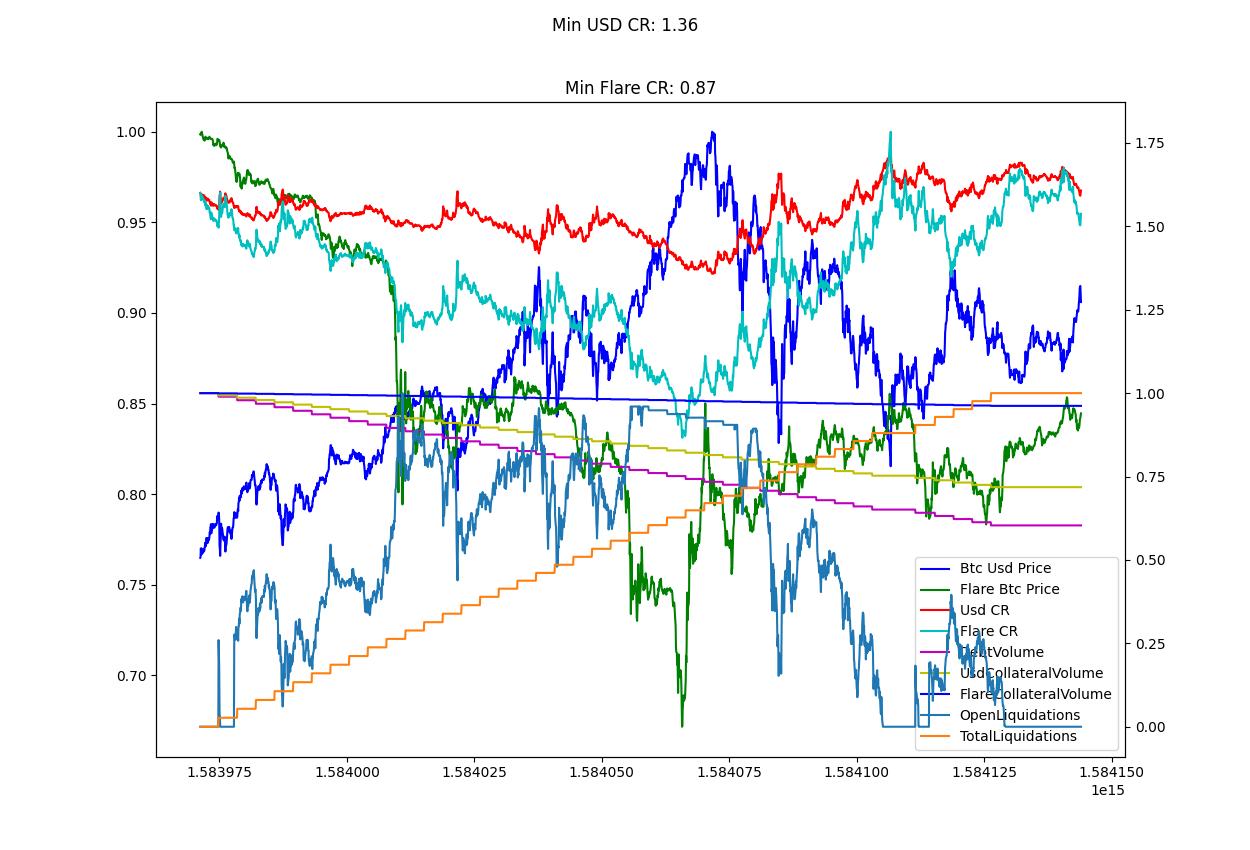 Min USD CR: 1.36
Min Flare CR: 0.87
1.00
0.95
0.90
0.85
0.80
0.75
0.70
1.75
1.50
1.25
1.00
0.75
0.50
0.25
0.00
Btc Usd Price
Flare Btc Price
Usd CR
Flare CR
DebtVolume
UsdCollateralVolume
FlareCollateralVolume
OpenLiquidations
TotalLiquidations
1.583975 1.584000 1.584025 1.584050 1.584075 1.584100 1.584125 1.584150
1e15